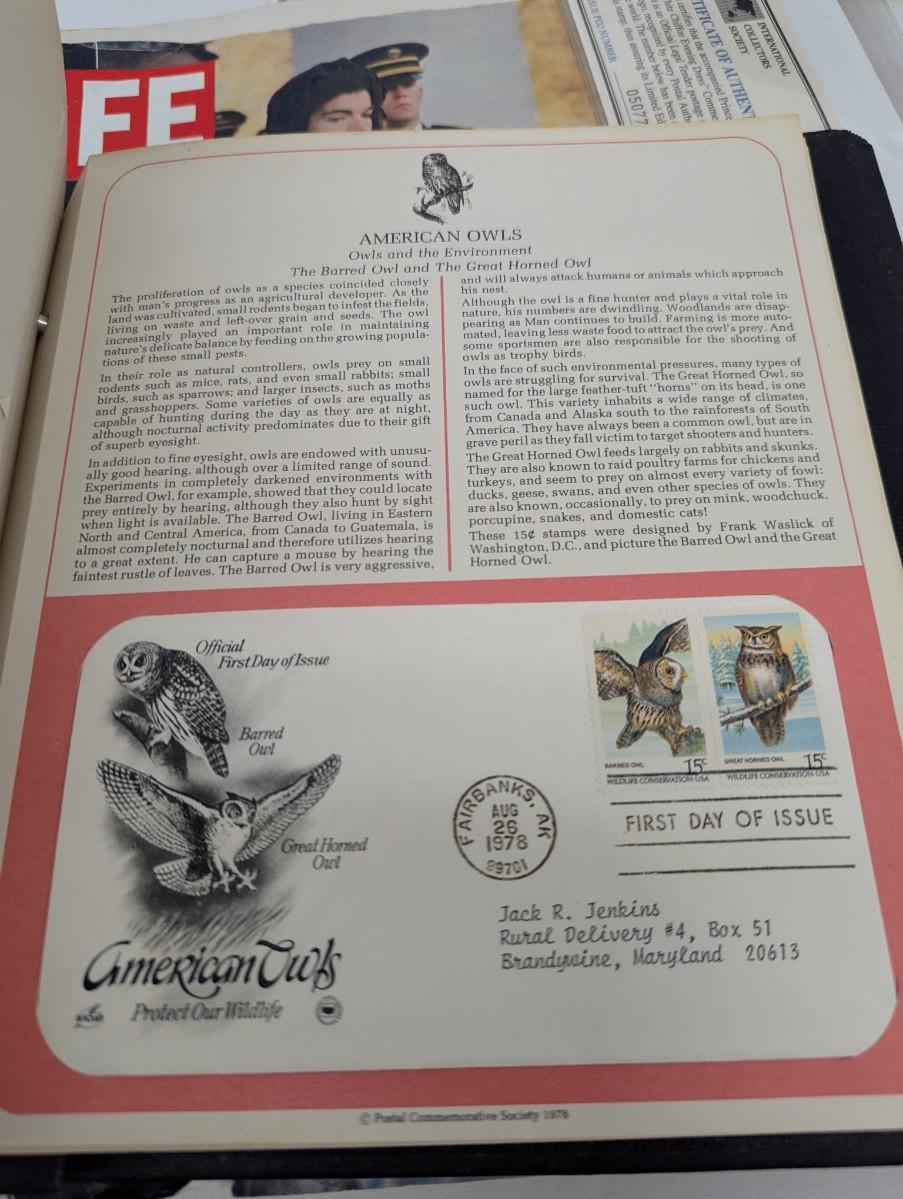 FE
INTERNATIONAL
COLLECTORS
SOCIETY
05077
AMERICAN OWLS
Owls and the Environment
The Barred Owl and The Great Horned Owl
The proliferation of owls as a species coincided closely
with man's progress as an agricultural developer. As the
land was cultivated, small rodents began to infest the fields,
living on waste and left-over grain and seeds. The owl
increasingly played an important role in maintaining
nature's delicate balance by feeding on the growing popula-
tions of these small pests.
In their role as natural controllers, owls prey on small
rodents such as mice, rats, and even small rabbits; small
birds, such as sparrows; and larger insects, such as moths
and grasshoppers. Some varieties of owls are equally as
capable of hunting during the day as they are at night,
although nocturnal activity predominates due to their gift
of superb eyesight.
In addition to fine eyesight, owls are endowed with unusu-
ally good hearing, although over a limited range of sound.
Experiments in completely darkened environments with
the Barred Owl, for example, showed that they could locate
prey entirely by hearing, although they also hunt by sight
when light is available. The Barred Owl, living in Eastern
North and Central America, from Canada to Guatemala, is
almost completely nocturnal and therefore utilizes hearing
to a great extent. He can capture a mouse by hearing the
faintest rustle of leaves. The Barred Owl is very aggressive,
and will always attack humans or animals which approach
his nest.
Although the owl is a fine hunter and plays a vital role in
nature, his numbers are dwindling. Woodlands are disap-
pearing as Man continues to build. Farming is more auto-
mated, leaving less waste food to attract the owl's prey. And
some sportsmen are also responsible for the shooting of
owls as trophy birds.
In the face of such environmental pressures, many types of
owls are struggling for survival. The Great Horned Owl, so
named for the large feather-tuft "horns" on its head, is one
such owl. This variety inhabits a wide range of climates,
from Canada and Alaska south to the rainforests of South
America. They have always been a common owl, but are in
grave peril as they fall victim to target shooters and hunters.
The Great Horned Owl feeds largely on rabbits and skunks.
They are also known to raid poultry farms for chickens and
turkeys, and seem to prey on almost every variety of fowl:
ducks, geese, swans, and even other species of owls. They
are also known, occasionally, to prey on mink, woodchuck,
porcupine, snakes, and domestic cats!
These 15¢ stamps were designed by Frank Waslick of
Washington, D.C., and picture the Barred Owl and the Great
Horned Owl.
Official
First Day of Issue
Barred
Owl
Great Horned
Owl
American Owls
Protect Our Wildlife
BARRED OWL 15c
WILDLIFE CONSERVATION-USA
GREAT HORNED OWL 15c
WILDLIFE CONSERVATION-USA
FAIRBANKS, AK
AUG
26
1978
99701
FIRST DAY OF ISSUE
Jack R. Jenkins
Rural Delivery #4, Box 51
Brandywine, Maryland 20613
© Postal Commemorative Society 1978